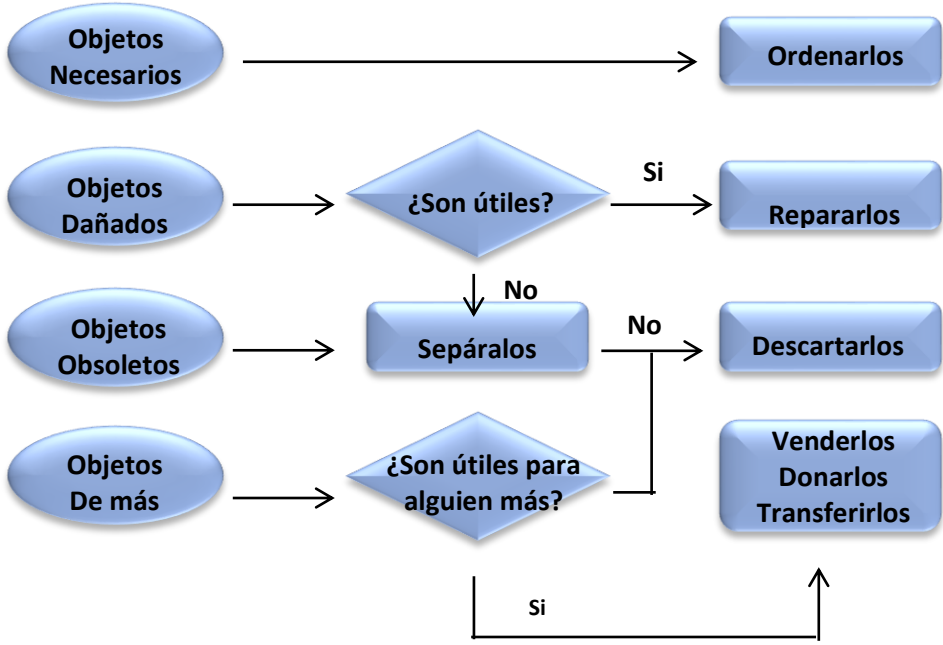 Objetos
Necesarios
Ordenarlos
Objetos
Dañados
¿Son útiles?
Si
Repararlos
No
Objetos
Obsoletos
Sepáralos
No
Descartarlos
Objetos
De más
¿Son útiles para
alguien más?
Venderlos
Donarlos
Transferirlos
Si